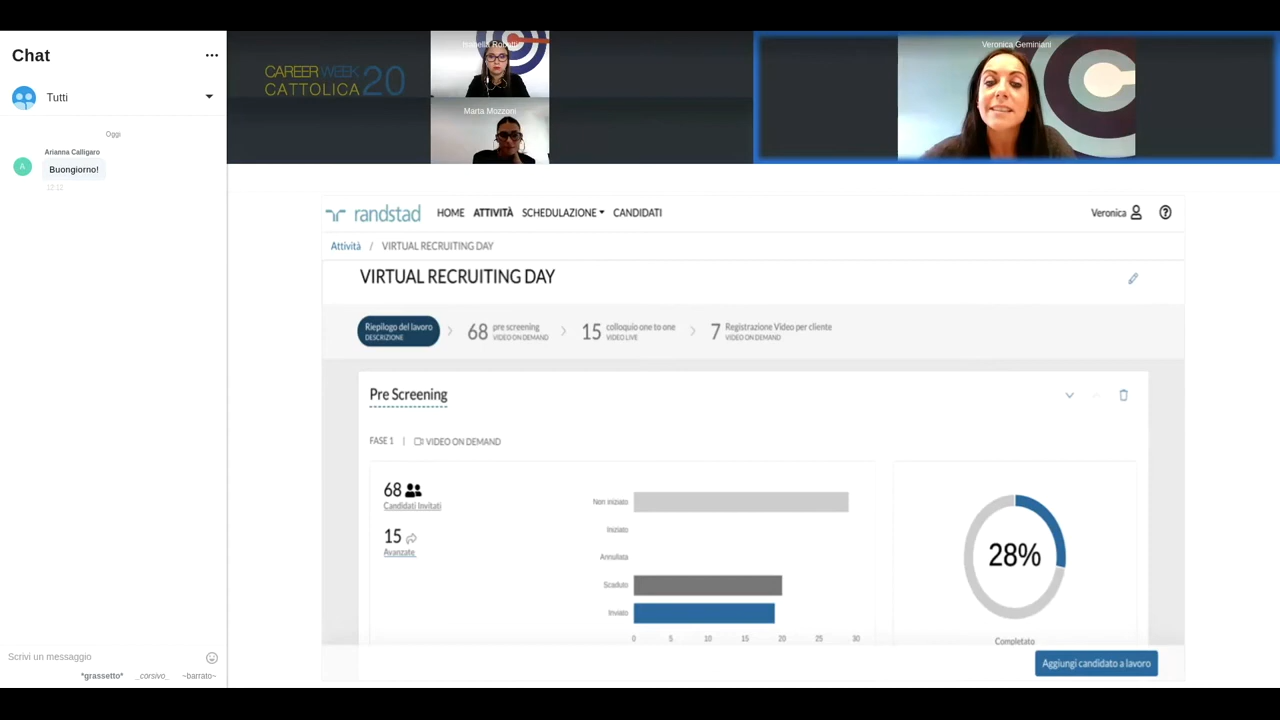 Chat
Tutti
Oggi
Arianna Calligaro
A
Buongiorno!
12:12
Scrivi un messaggio
*grassetto* _corsivo_ ~barrato~
CAREER WEEK
CATTOLICA 20
Marta Mozzoni
Veronica Geminiani
randstad HOME ATTIVITÀ SCHEDULAZIONE CANDIDATI Veronica
Attività / VIRTUAL RECRUITING DAY
VIRTUAL RECRUITING DAY
Riepilogo del lavoro
DESCRIZIONE
68 pre screening
VIDEO ON DEMAND
15 colloquio one to one
VIDEO LIVE
7 Registrazione Video per cliente
VIDEO ON DEMAND
Pre Screening
FASE 1 | VIDEO ON DEMAND
68
Candidati Invitati
15
Avanzate
Non iniziato
Iniziato
Annullata
Scaduto
Inviato
0 5 10 15 20 25 30
28%
Completato
Aggiungi candidato a lavoro